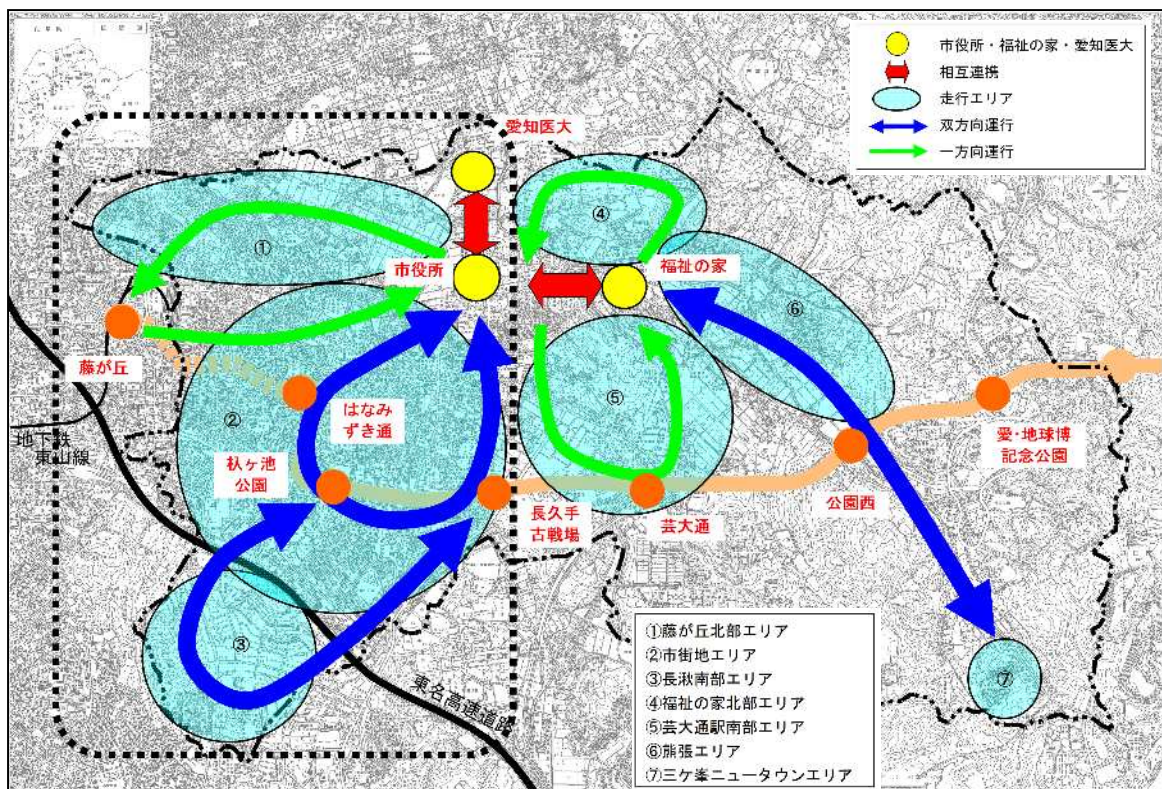 市役所・福祉の家・愛知医大
相互連携
走行エリア
双方向運行
一方向運行
愛知医大
④
①
市役所
福祉の家
⑥
藤が丘
②
はなみ
ずき通
⑤
愛・地球博
記念公園
地下鉄
東山線
杁ヶ池
公園
長久手
古戦場
芸大通
公園西
③
⑦
東名高速道路
①藤が丘北部エリア
②市街地エリア
③長湫南部エリア
④福祉の家北部エリア
⑤芸大通駅南部エリア
⑥熊張エリア
⑦三ケ峯ニュータウンエリア